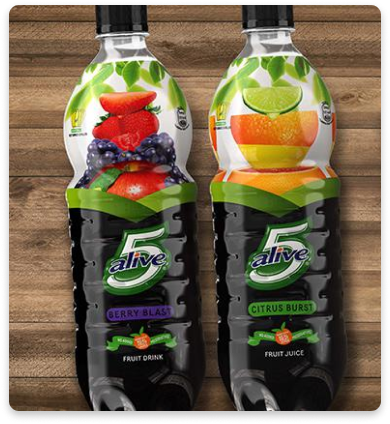 5
alive
BERRY BLAST
FRUIT DRINK
5
alive
CITRUS BURST
FRUIT JUICE